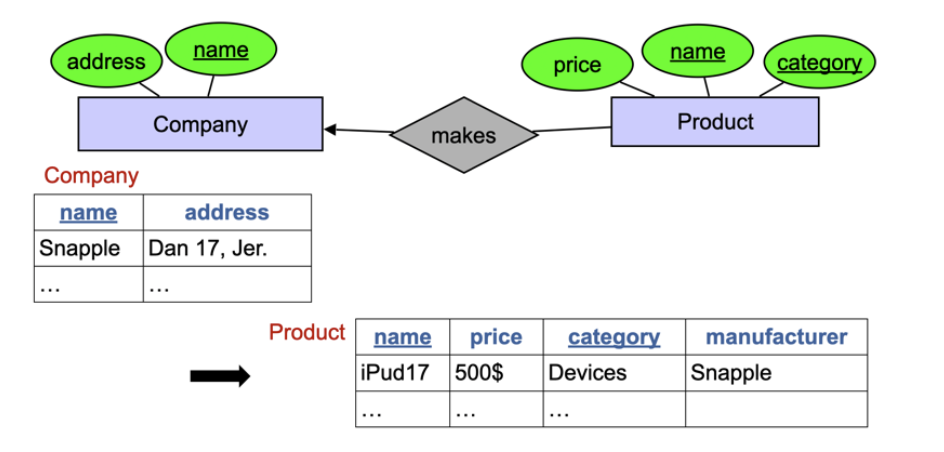 address
name
price
name
category
Company
makes
Product
Company
name address
Snapple Dan 17, Jer.
… …
Product
name price category manufacturer
iPud17 500$ Devices Snapple
… … …